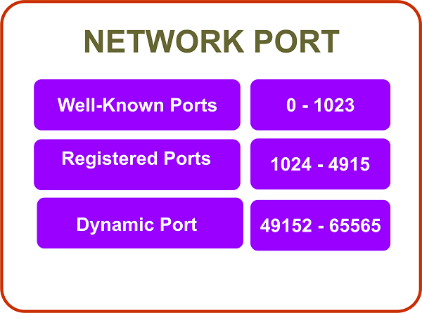 NETWORK PORT
Well-Known Ports 0 - 1023
Registered Ports 1024 - 4915
Dynamic Port 49152 - 65565